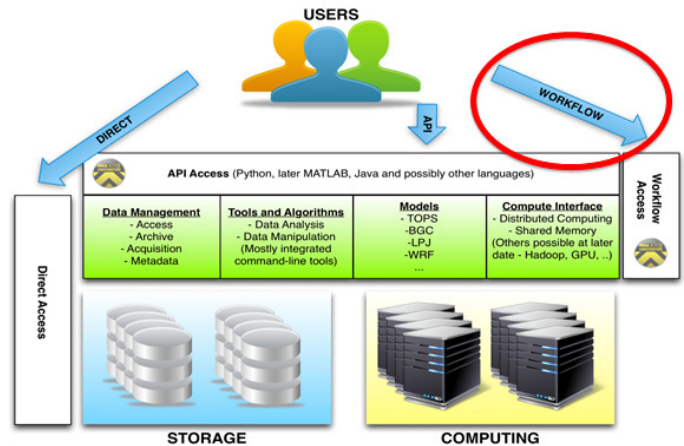 USERS
DIRECT
API
WORKFLOW
API Access (Python, later MATLAB, Java and possibly other languages)
Workflow
Access
Direct Access
Data Management
- Access
- Archive
- Acquisition
- Metadata
Tools and Algorithms
- Data Analysis
- Data Manipulation
(Mostly integrated
command-line tools)
Models
-TOPS
-BGC
-LPJ
-WRF
...
Compute Interface
- Distributed Computing
- Shared Memory
(Others possible at later
date - Hadoop, GPU, ..)
STORAGE
COMPUTING